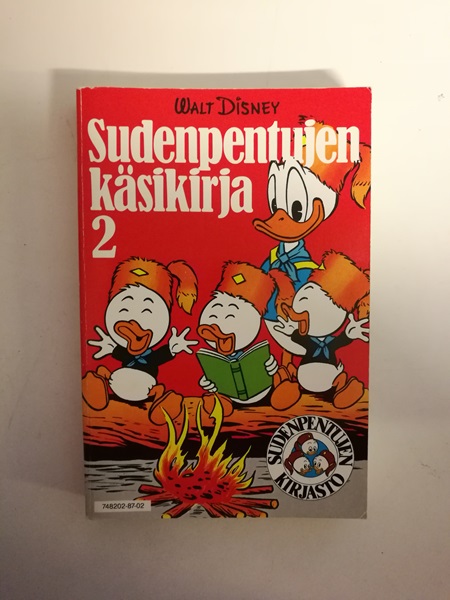 WALT DISNEY
Sudenpentujen
käsikirja
2
SUDENPENTUJEN
KIRJASTO
748202-87-02